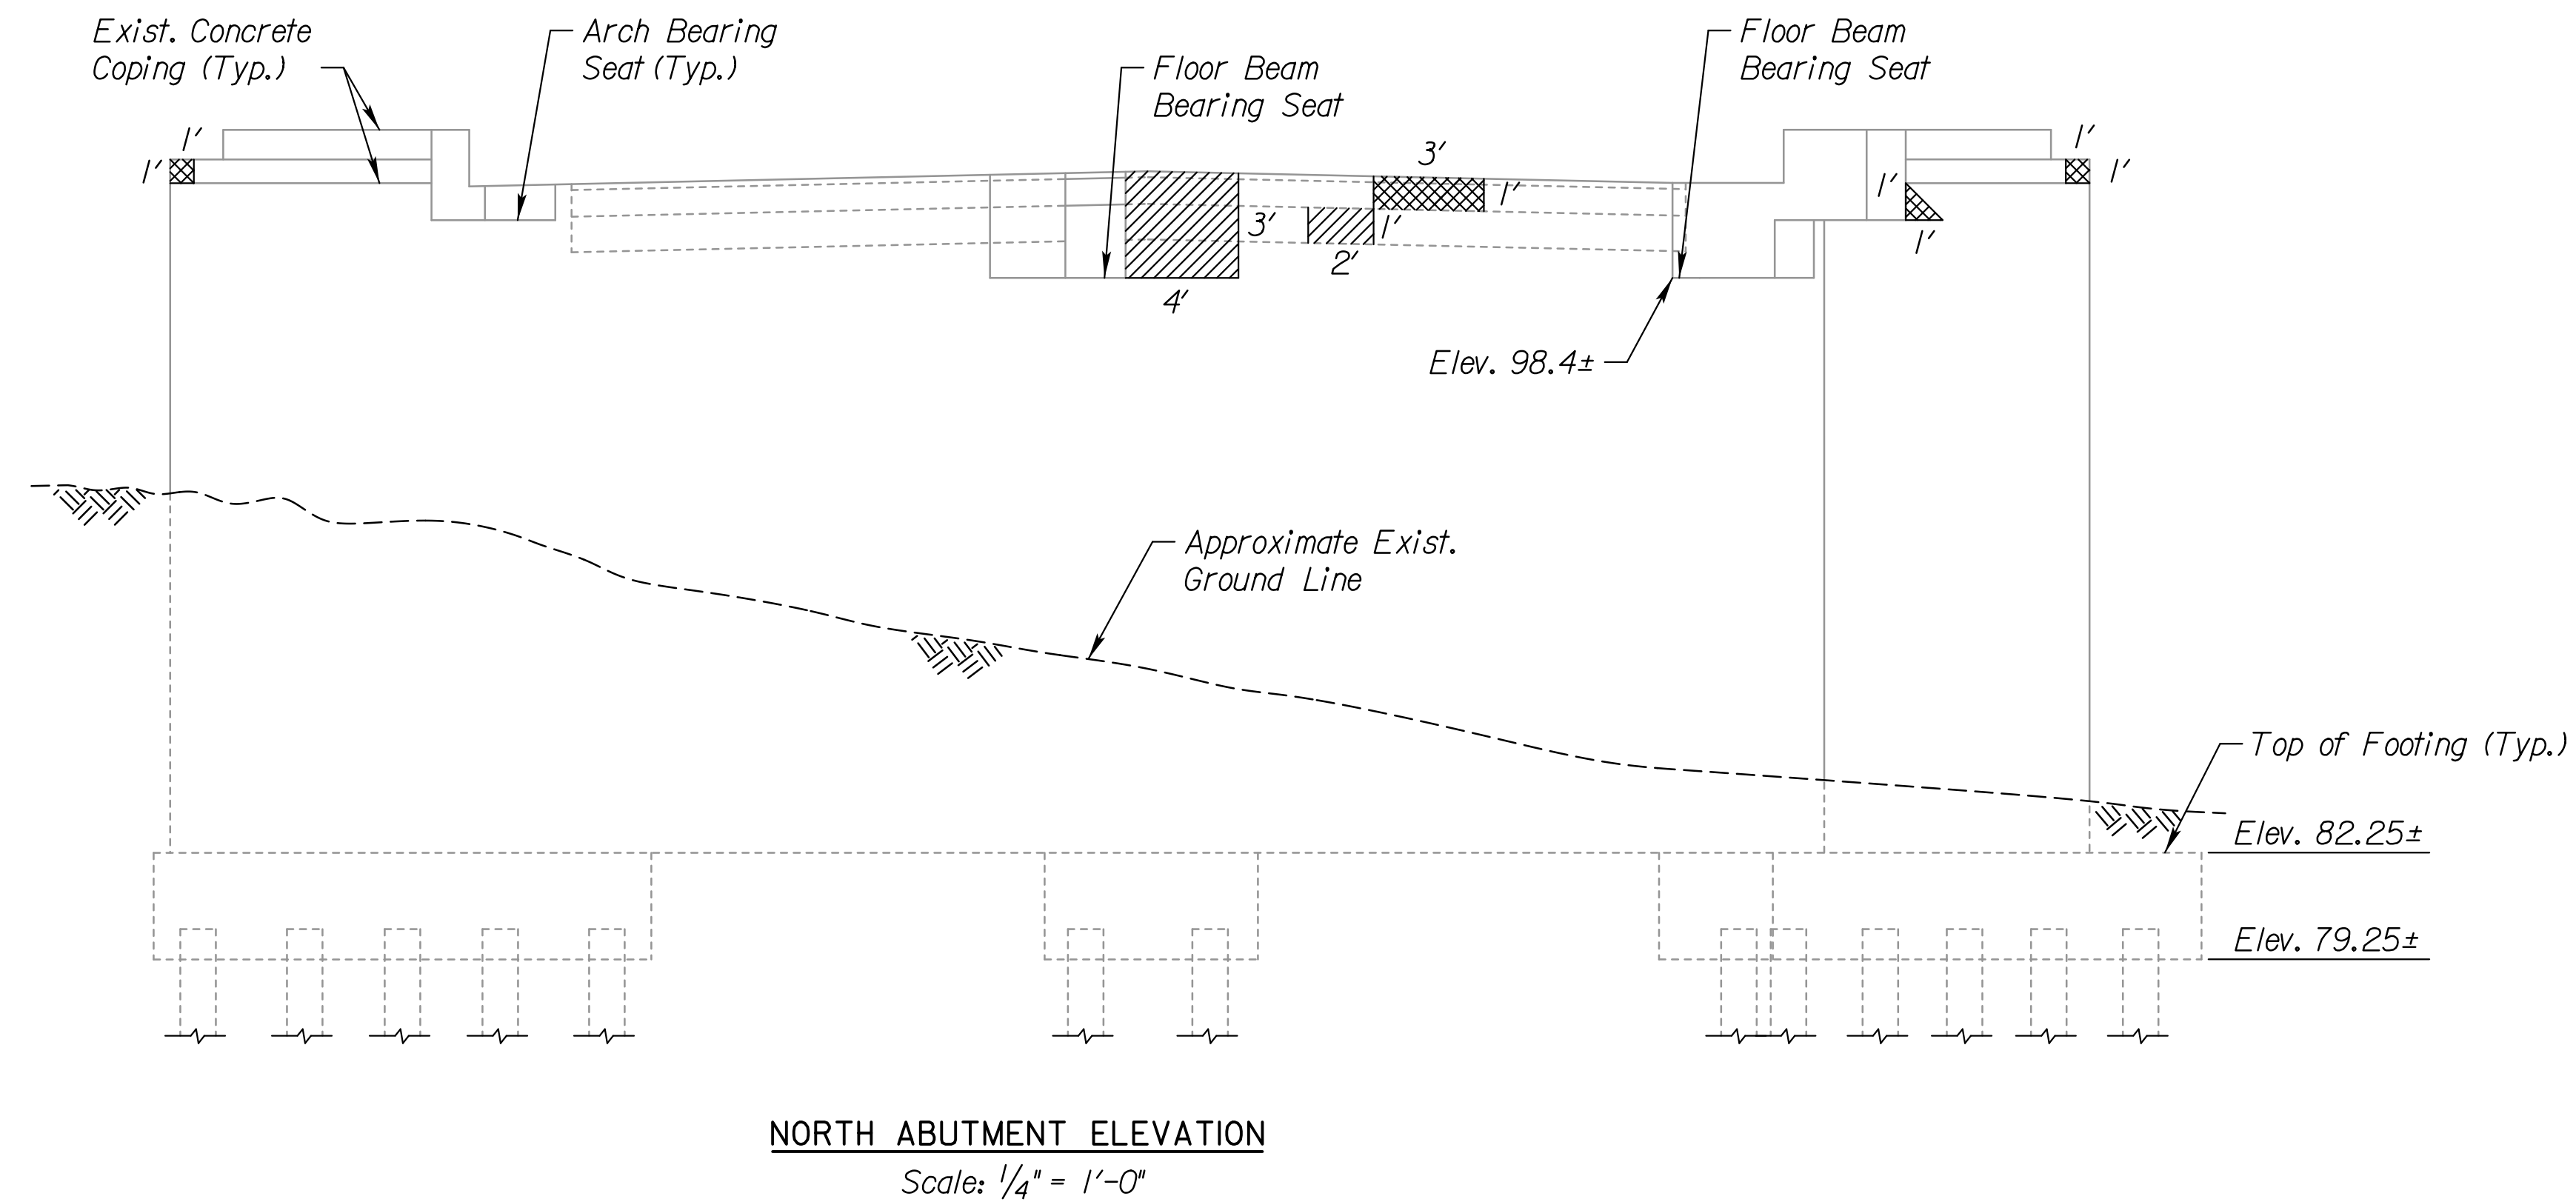 Exist. Concrete
Coping (Typ.)
Arch Bearing
Seat (Typ.)
Floor Beam
Bearing Seat
Floor Beam
Bearing Seat
1'
1'
3'
1'
3'
1'
2'
4'
1'
1'
1'
1'
Elev. 98.4±
Approximate Exist.
Ground Line
Top of Footing (Typ.)
Elev. 82.25±
Elev. 79.25±
NORTH ABUTMENT ELEVATION
Scale: 1/4" = 1'-0"